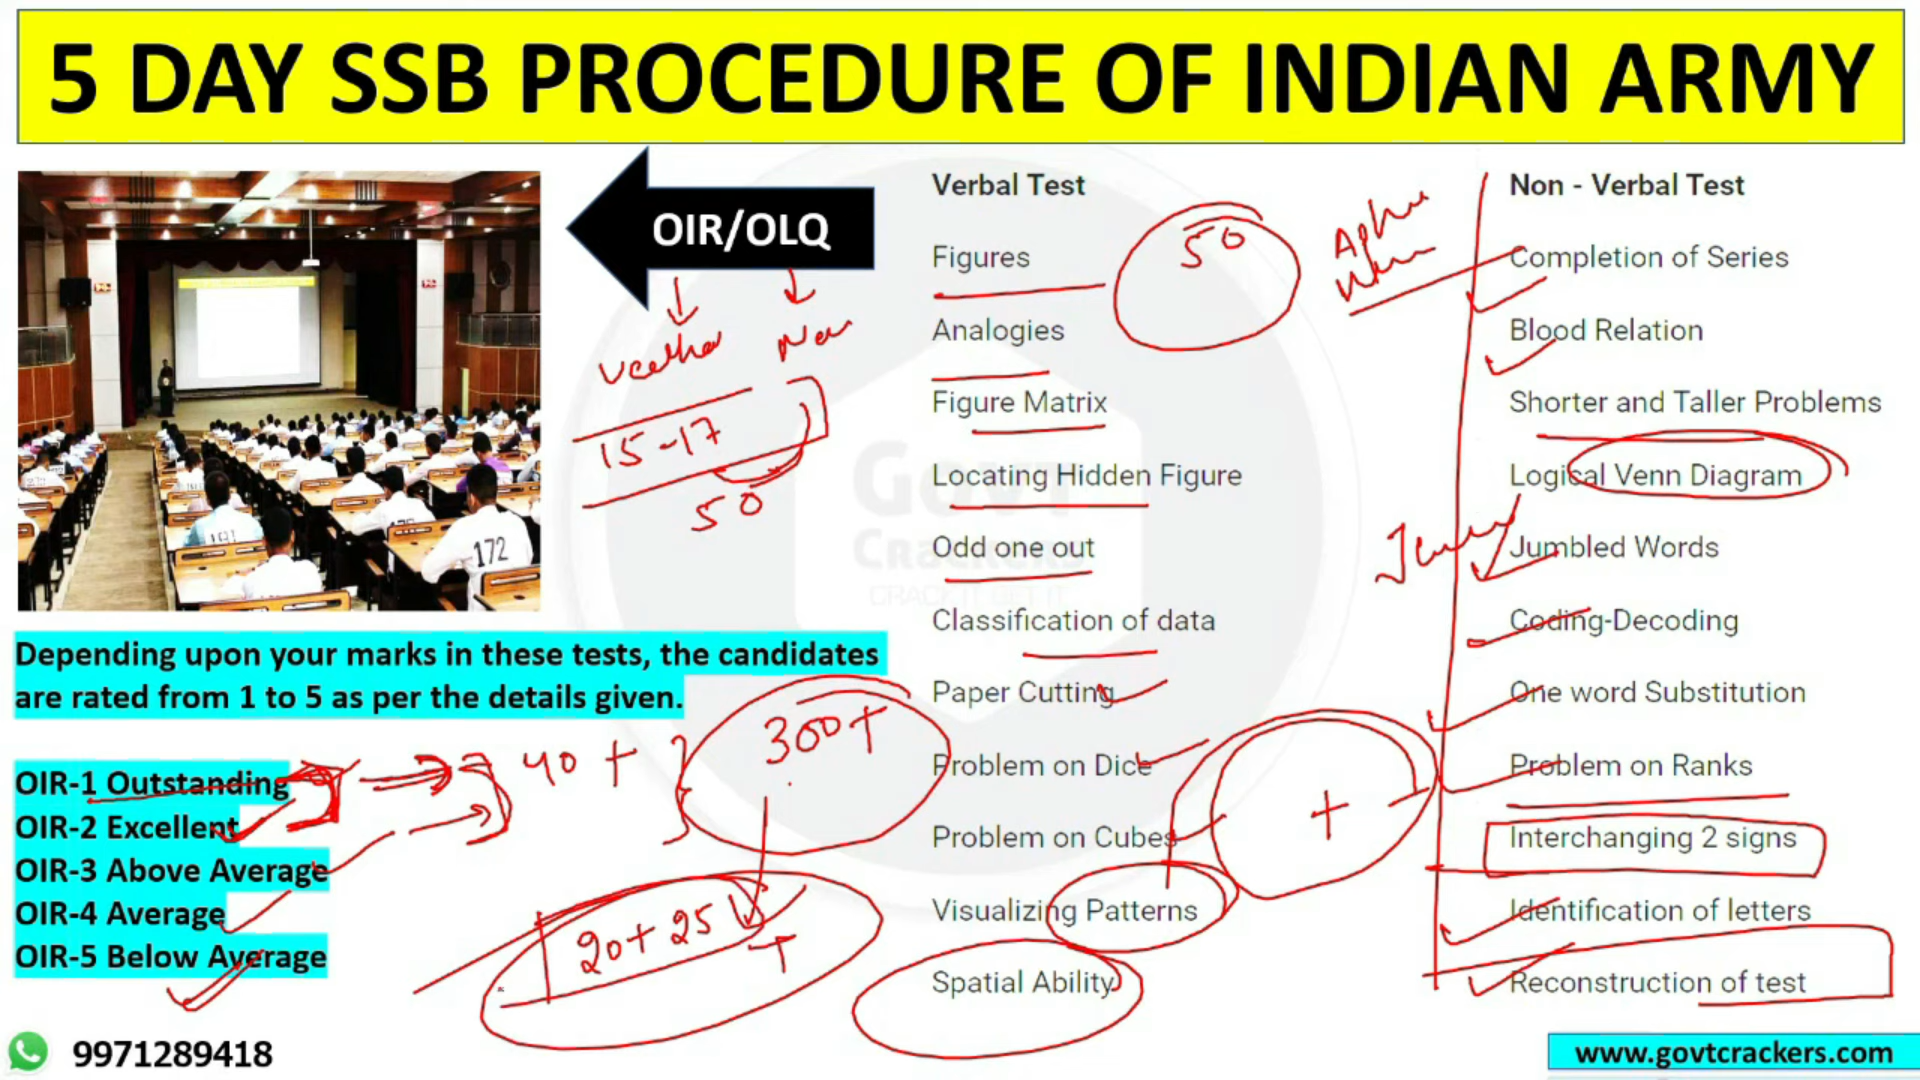 5 DAY SSB PROCEDURE OF INDIAN ARMY
OIR/OLQ
15-17
50
172
Depending upon your marks in these tests, the candidates
are rated from 1 to 5 as per the details given.
OIR-1 Outstanding
OIR-2 Excellent
OIR-3 Above Average
OIR-4 Average
OIR-5 Below Average
40 +
300+
20+ 25
+
9971289418
Verbal Test
Figures
50
Analogies
Figure Matrix
Locating Hidden Figure
Odd one out
Classification of data
Paper Cutting
Problem on Dice
Problem on Cubes
Visualizing Patterns
Spatial Ability
GOVT
CRACKERS
+
Non - Verbal Test
Completion of Series
Blood Relation
Shorter and Taller Problems
Logical Venn Diagram
Jumbled Words
Coding-Decoding
One word Substitution
Problem on Ranks
Interchanging 2 signs
Identification of letters
Reconstruction of test
www.govtcrackers.com